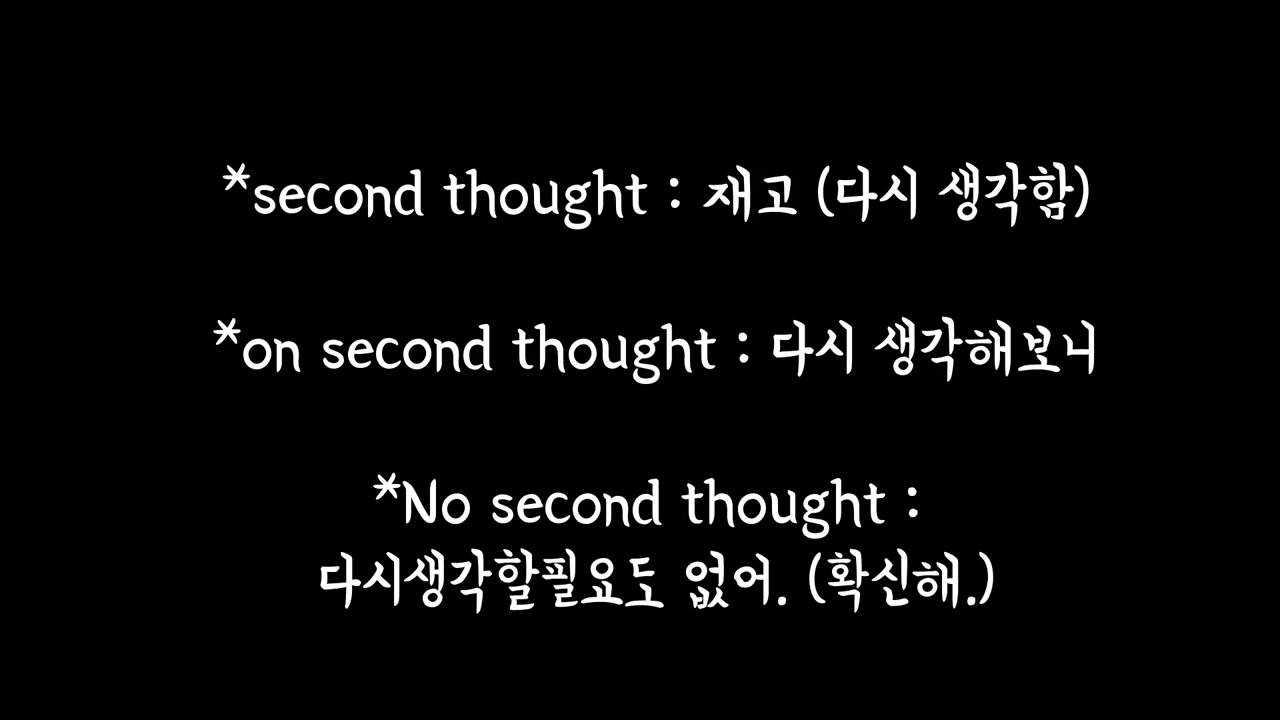 *second thought : 재고 (다시 생각함)
*on second thought : 다시 생각해보니
*No second thought :
다시생각할필요도 없어. (확신해.)